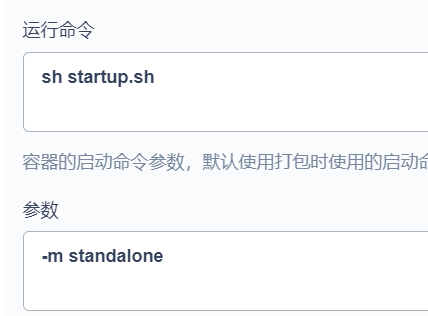 运行命令
sh startup.sh
容器的启动命令参数，默认使用打包时使用的启动
参数
-m standalone